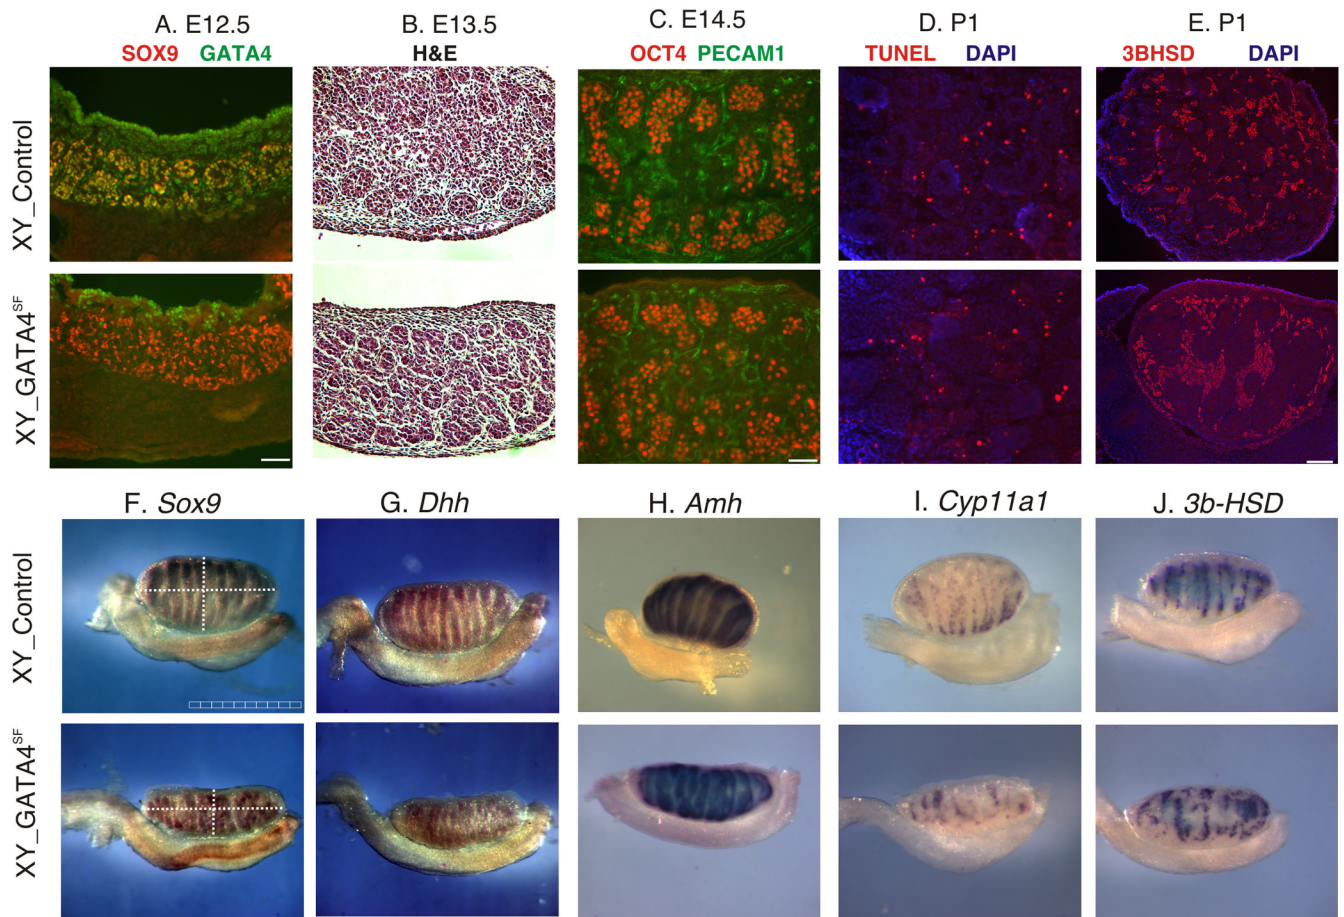 A. E12.5 B. E13.5 C. E14.5 D. P1 E. P1
SOX9 GATA4 H&E OCT4 PECAM1 TUNEL DAPI 3BHSD DAPI
XY_Control
XY_GATA4SF
F. Sox9 G. Dhh H. Amh I. Cyp11a1 J. 3b-HSD
XY_Control
XY_GATA4SF